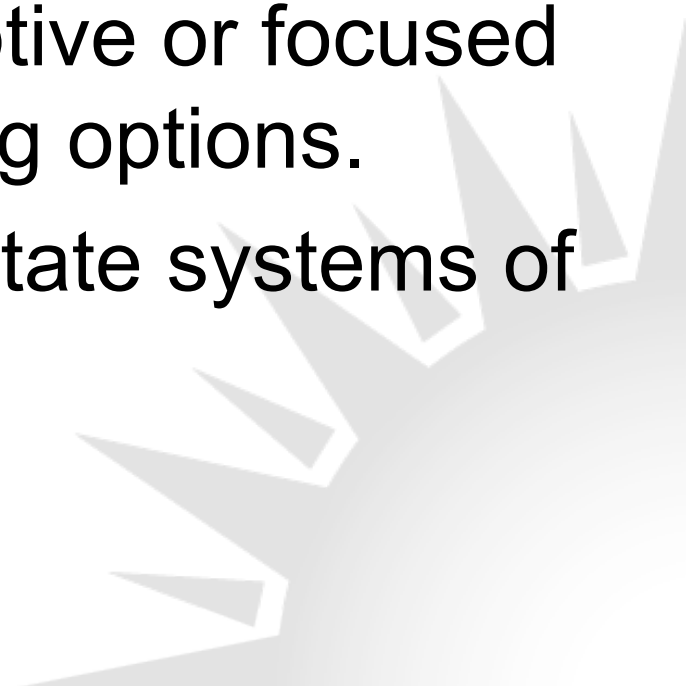 tive or focused
g options.
tate systems of